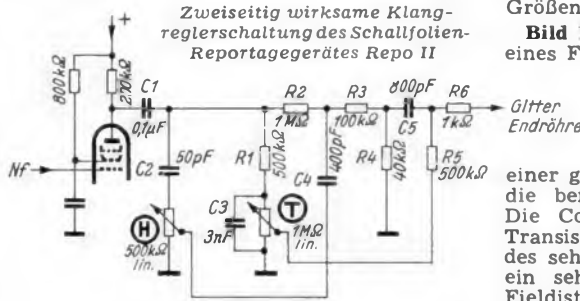 Zweiseitig wirksame Klang-
reglerschaltung des Schallfolien-
Reportagegerätes Repo II
Größen
Bild
eines F
+
800kΩ
270kΩ
C1
0,1µF
R2
1MΩ
R3
100kΩ
800pF
C5
R6
1kΩ
Gitter
Endröhre
Nf
C2
50pF
R1
500kΩ
C4
400pF
R4
40kΩ
R5
500kΩ
H
500kΩ
lin.
C3
3nF
T
1MΩ
lin.
einer g
die ber
Die Co
Transis
des seh
ein seh
Fieldist